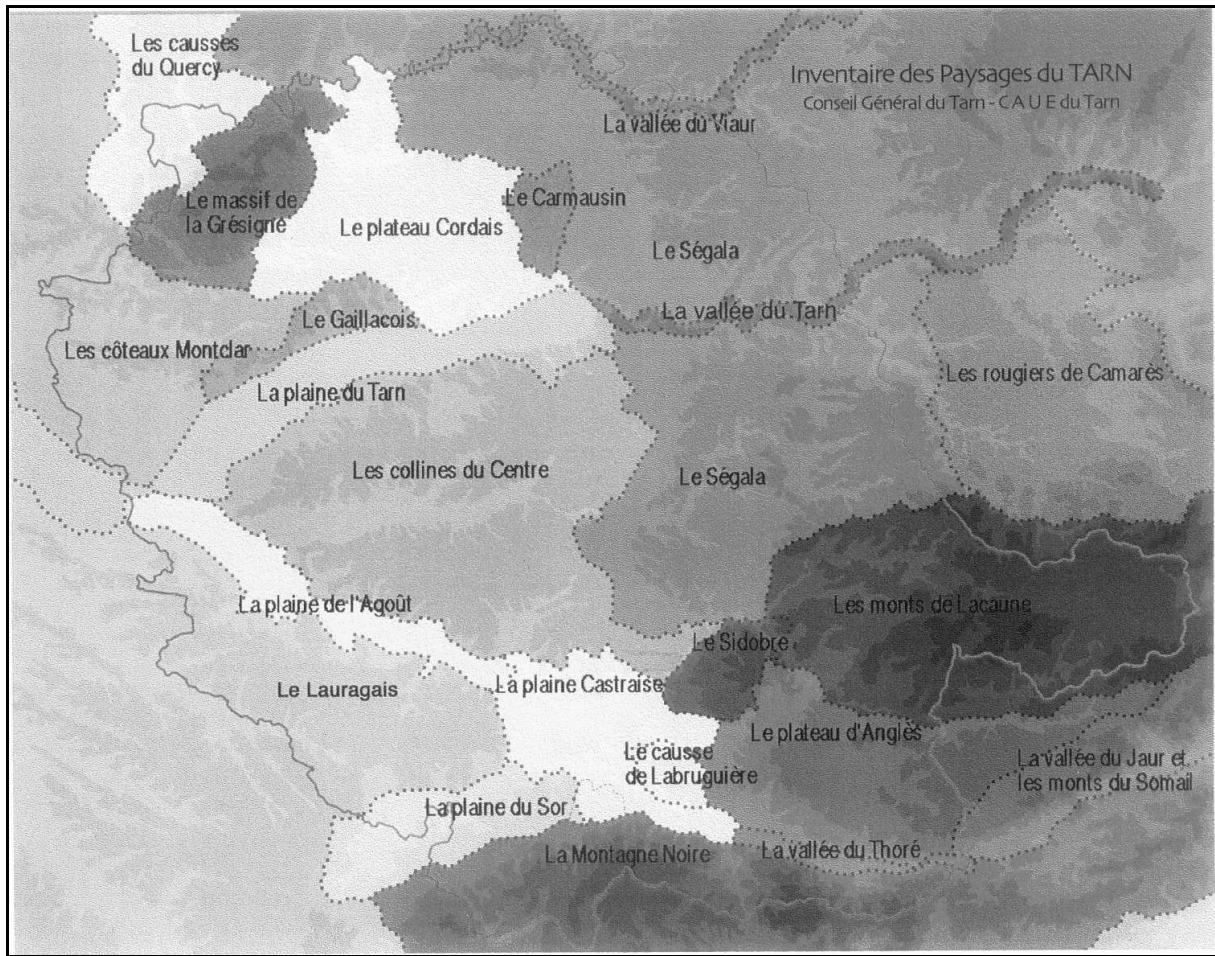 Les causses
du Quercy
Inventaire des Paysages du TARN
Conseil Général du Tarn - C A U E du Tarn
La vallée du Viaur
Le massif de
la Grésigne
Le Carmausin
Le plateau Cordais
Le Ségala
Le Gaillacois
La vallée du Tarn
Les côteaux Montclar
Les rougiers de Camarès
La plaine du Tarn
Les collines du Centre
Le Ségala
La plaine de l'Agoût
Les monts de Lacaune
Le Sidobre
Le Lauragais
La plaine Castraise
Le plateau d'Anglès
Le causse
de Labruguière
La vallée du Jaur et
les monts du Somail
La plaine du Sor
La Montagne Noire
La vallée du Thoré